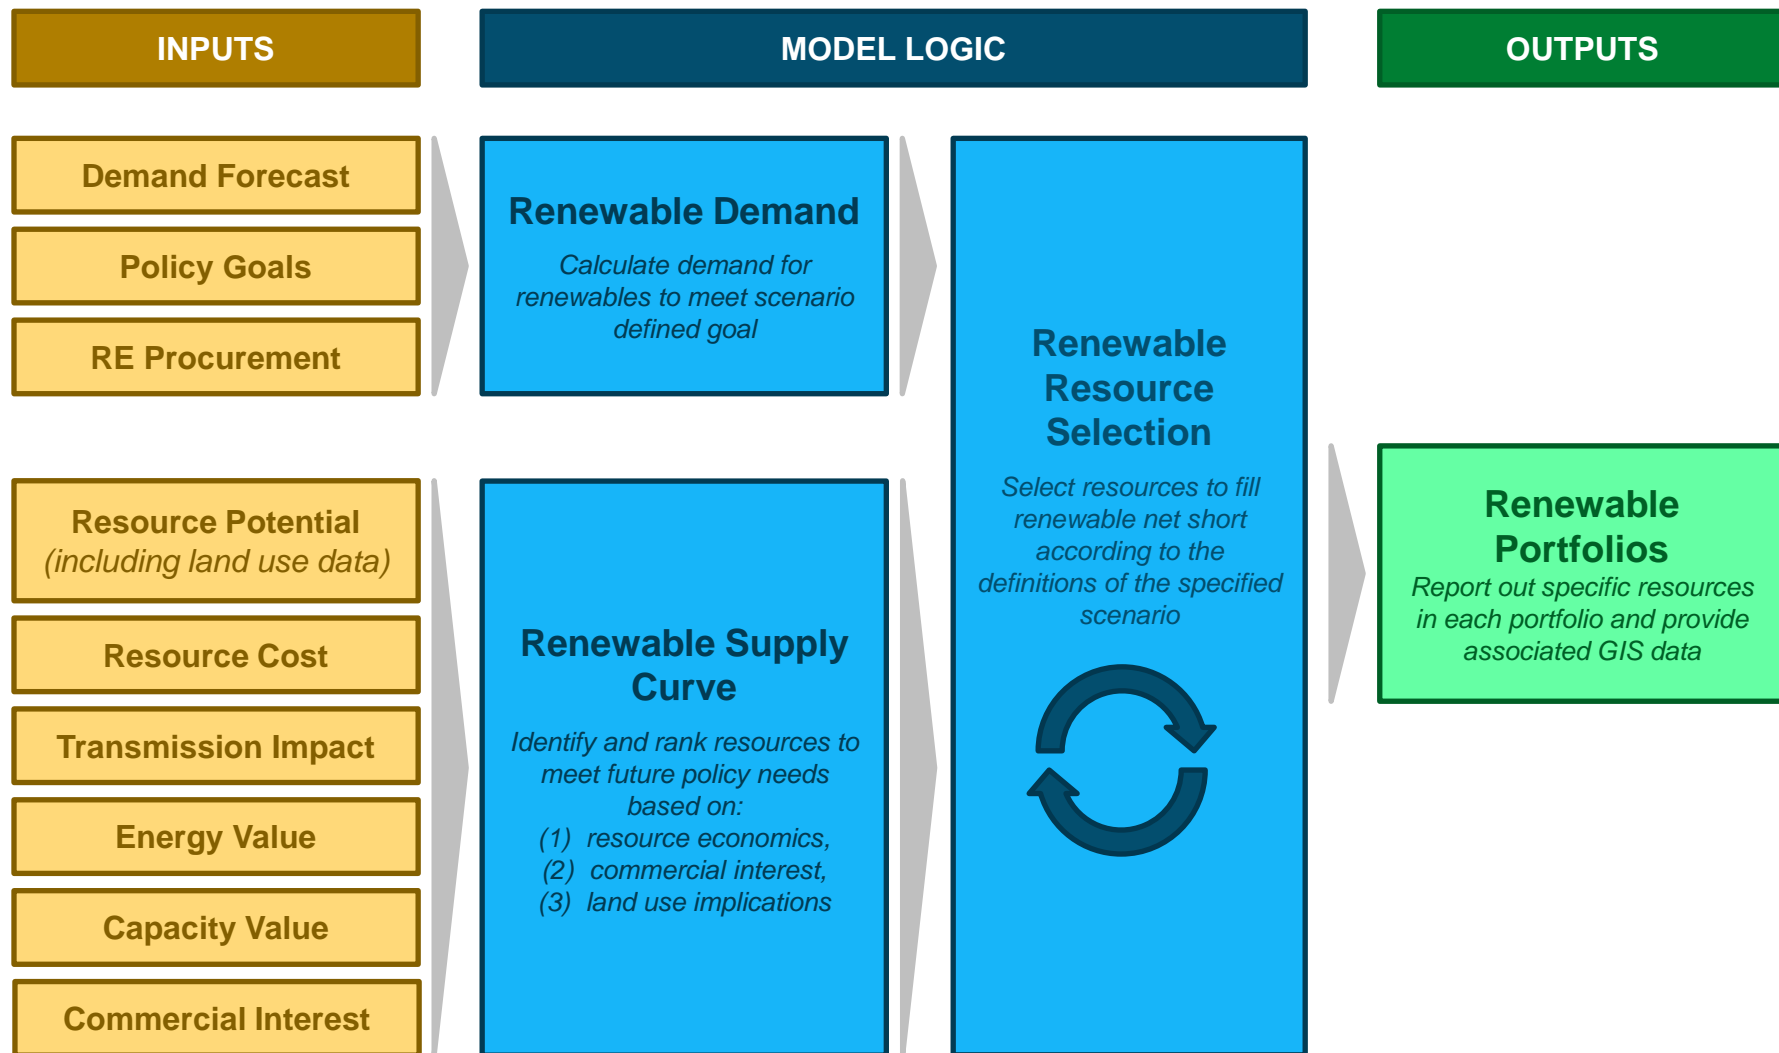 INPUTS
MODEL LOGIC
OUTPUTS
Demand Forecast
Policy Goals
RE Procurement
Renewable Demand
Calculate demand for
renewables to meet scenario
defined goal
Resource Potential
(including land use data)
Resource Cost
Transmission Impact
Energy Value
Capacity Value
Commercial Interest
Renewable Supply
Curve
Identify and rank resources to
meet future policy needs
based on:
(1) resource economics,
(2) commercial interest,
(3) land use implications
Renewable
Resource
Selection
Select resources to fill
renewable net short
according to the
definitions of the specified
scenario
Renewable
Portfolios
Report out specific resources
in each portfolio and provide
associated GIS data